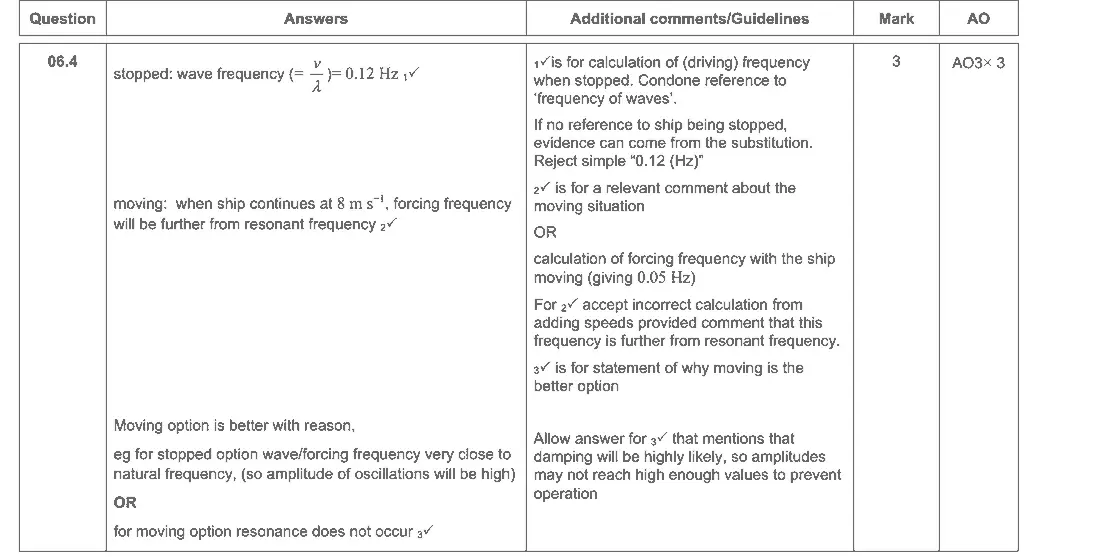 Question Answers Additional comments/Guidelines Mark AO
06.4
stopped: wave frequency (= v/λ )= 0.12 Hz ₁✓
moving: when ship continues at 8 m s⁻¹, forcing frequency
will be further from resonant frequency ₂✓
Moving option is better with reason,
eg for stopped option wave/forcing frequency very close to
natural frequency, (so amplitude of oscillations will be high)
OR
for moving option resonance does not occur ₃✓
₁✓is for calculation of (driving) frequency
when stopped. Condone reference to
‘frequency of waves’.
If no reference to ship being stopped,
evidence can come from the substitution.
Reject simple “0.12 (Hz)”
₂✓ is for a relevant comment about the
moving situation
OR
calculation of forcing frequency with the ship
moving (giving 0.05 Hz)
For ₂✓ accept incorrect calculation from
adding speeds provided comment that this
frequency is further from resonant frequency.
₃✓ is for statement of why moving is the
better option
Allow answer for ₃✓ that mentions that
damping will be highly likely, so amplitudes
may not reach high enough values to prevent
operation
3
AO3× 3